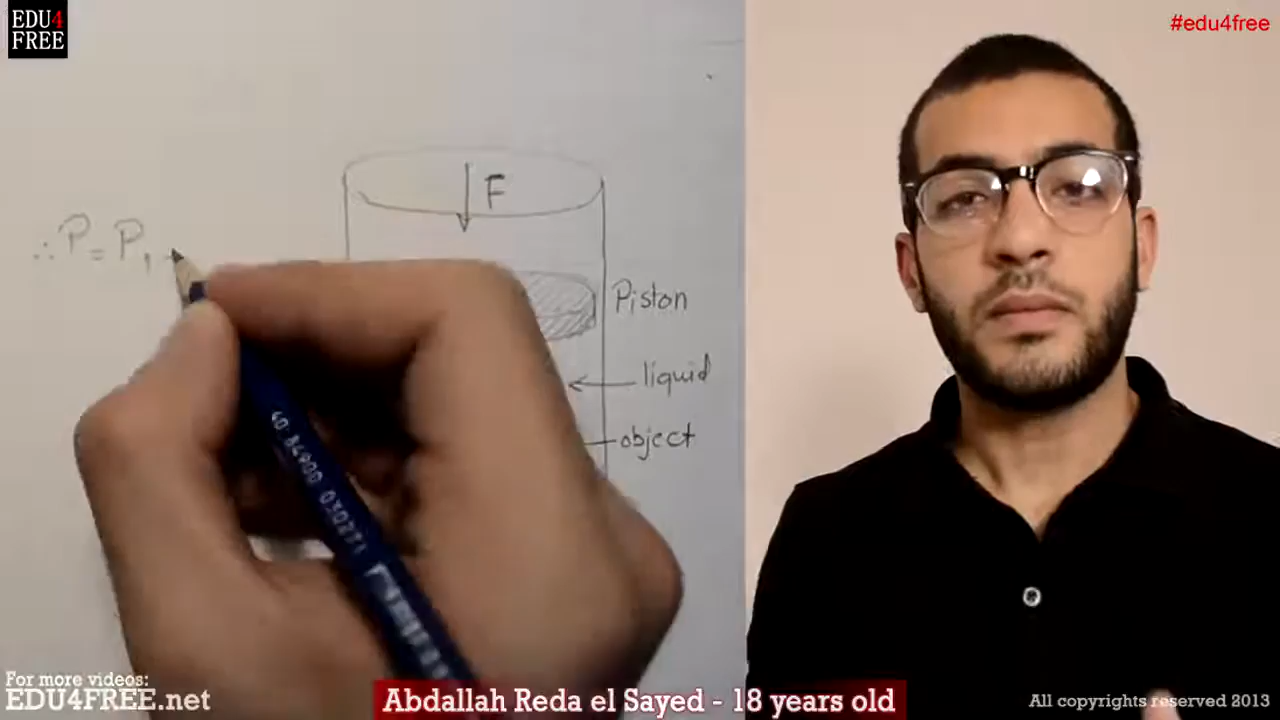 EDU4
FREE
#edu4free
F
∴ P = P₁
Piston
liquid
object
For more videos:
EDU4FREE.net
Abdallah Reda el Sayed - 18 years old
All copyrights reserved 2013